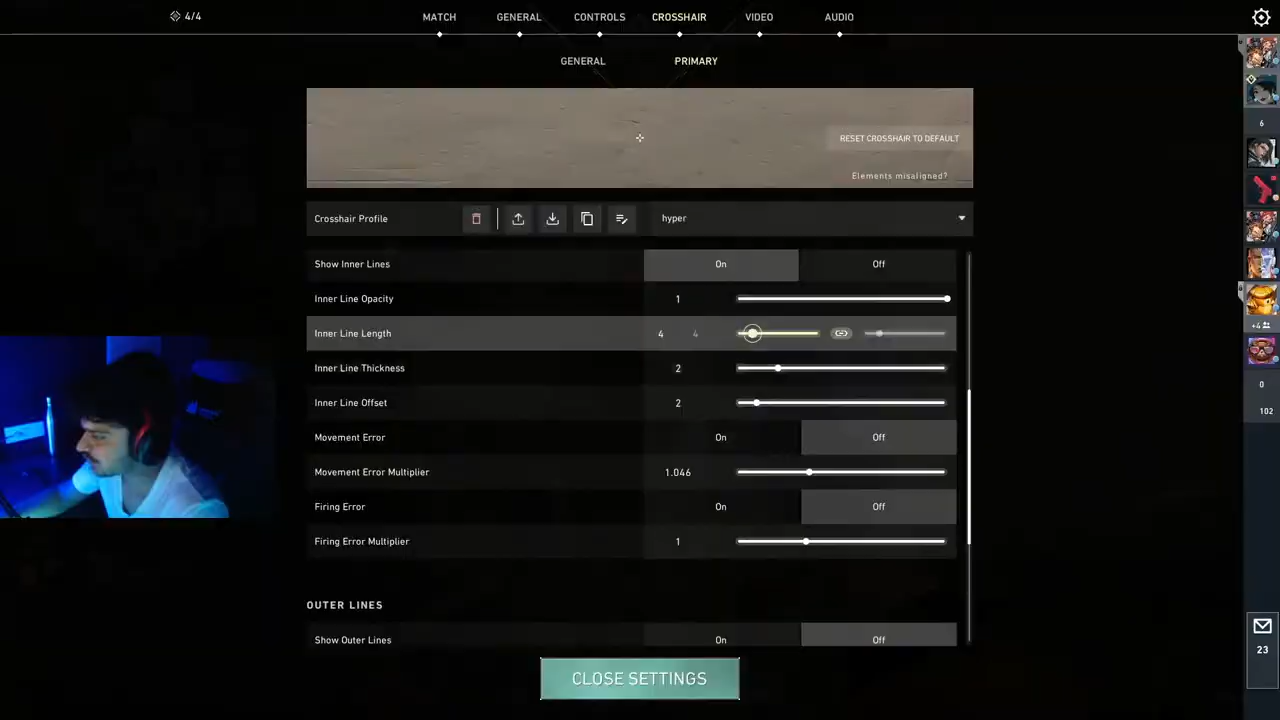 4/4
MATCH GENERAL CONTROLS CROSSHAIR VIDEO AUDIO
GENERAL PRIMARY
RESET CROSSHAIR TO DEFAULT
Elements misaligned?
Crosshair Profile hyper
Show Inner Lines On Off
Inner Line Opacity 1
Inner Line Length 4 4
Inner Line Thickness 2
Inner Line Offset 2
Movement Error On Off
Movement Error Multiplier 1.046
Firing Error On Off
Firing Error Multiplier 1
OUTER LINES
Show Outer Lines On Off
CLOSE SETTINGS
6
+4
0
102
23